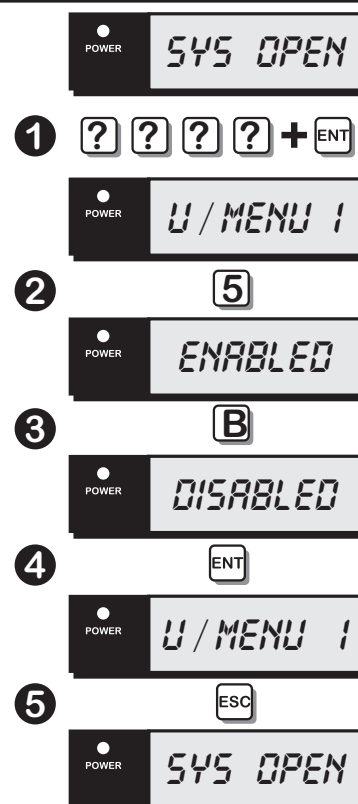 POWER
SYS OPEN
1 ? ? ? ? + ENT
POWER
U/MENU 1
2 5
POWER
ENABLED
3 B
POWER
DISABLED
4 ENT
POWER
U/MENU 1
5 ESC
POWER
SYS OPEN